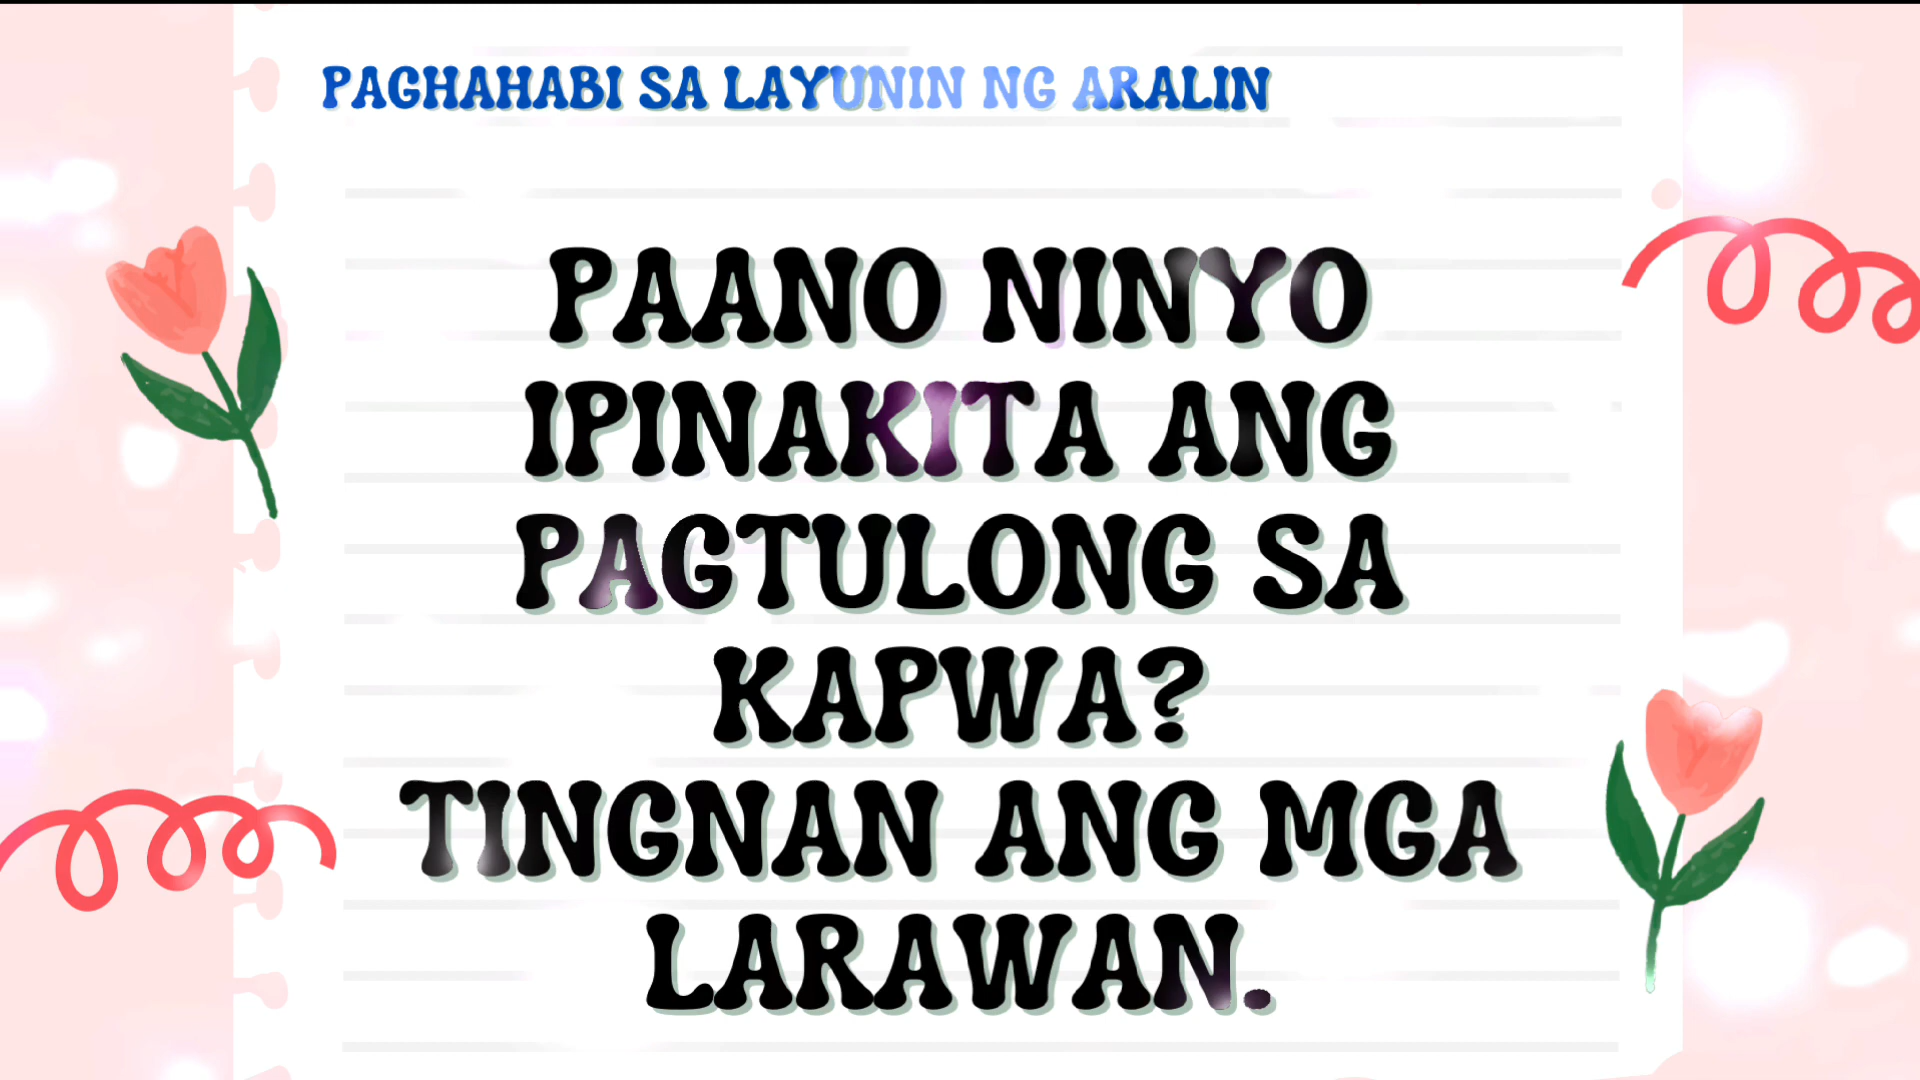 PAGHAHABI SA LAYUNIN NG ARALIN
PAANO NINYO
IPINAKITA ANG
PAGTULONG SA
KAPWA?
TINGNAN ANG MGA
LARAWAN.